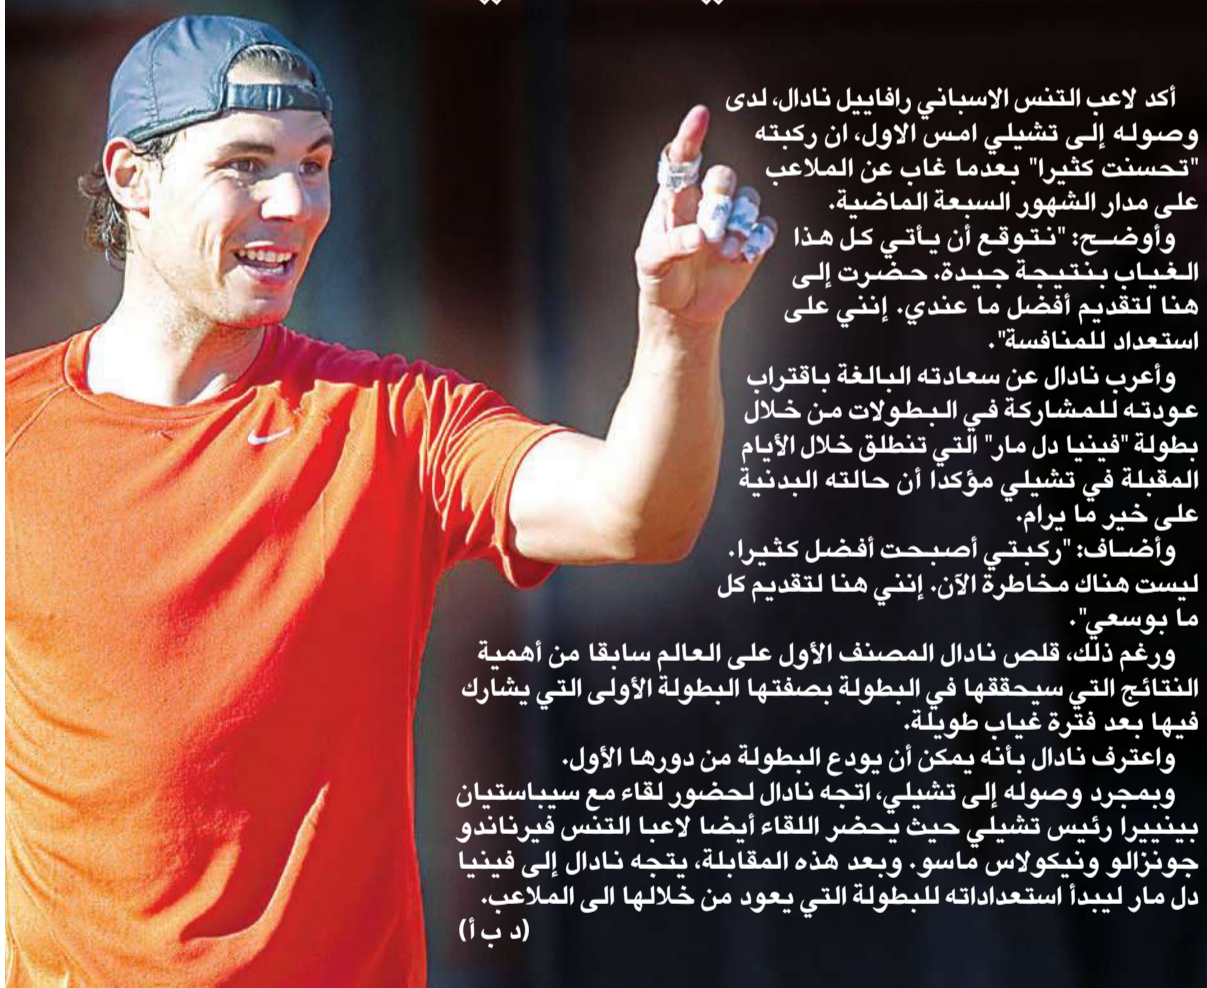 أكد لاعب التنس الاسباني رافاييل نادال، لدى
وصوله إلى تشيلي امس الاول، ان ركبته
"تحسنت كثيرا" بعدما غاب عن الملاعب
على مدار الشهور السبعة الماضية.
وأوضح: "نتوقع أن يأتي كل هذا
الغياب بنتيجة جيدة. حضرت إلى
هنا لتقديم أفضل ما عندي. إنني على
استعداد للمنافسة".
وأعرب نادال عن سعادته البالغة باقتراب
عودته للمشاركة في البطولات من خلال
بطولة "فينيا دل مار" التي تنطلق خلال الأيام
المقبلة في تشيلي مؤكدا أن حالته البدنية
على خير ما يرام.
وأضاف: "ركبتي أصبحت أفضل كثيرا.
ليست هناك مخاطرة الآن. إنني هنا لتقديم كل
ما بوسعي".
ورغم ذلك، قلص نادال المصنف الأول على العالم سابقا من أهمية
النتائج التي سيحققها في البطولة بصفتها البطولة الأولى التي يشارك
فيها بعد فترة غياب طويلة.
واعترف نادال بأنه يمكن أن يودع البطولة من دورها الأول.
وبمجرد وصوله إلى تشيلي، اتجه نادال لحضور لقاء مع سيباستيان
بينييرا رئيس تشيلي حيث يحضر اللقاء أيضا لاعبا التنس فيرناندو
جونزالو ونيكولاس ماسو. وبعد هذه المقابلة، يتجه نادال إلى فينيا
دل مار ليبدأ استعداداته للبطولة التي يعود من خلالها الى الملاعب.
(د ب أ)